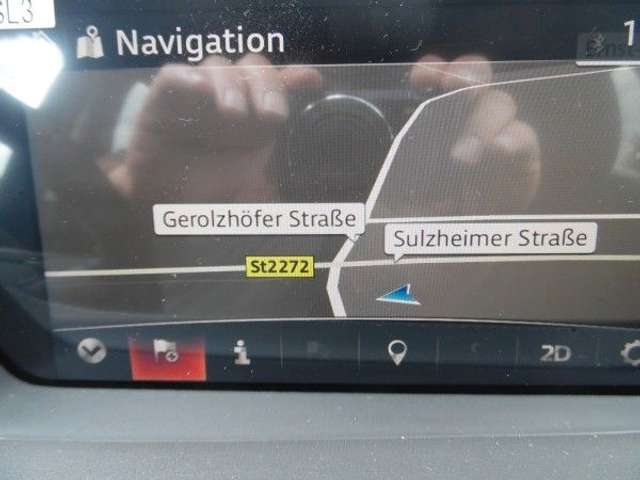 Navigation
Gerolzhöfer Straße
Sulzheimer Straße
St2272
2D